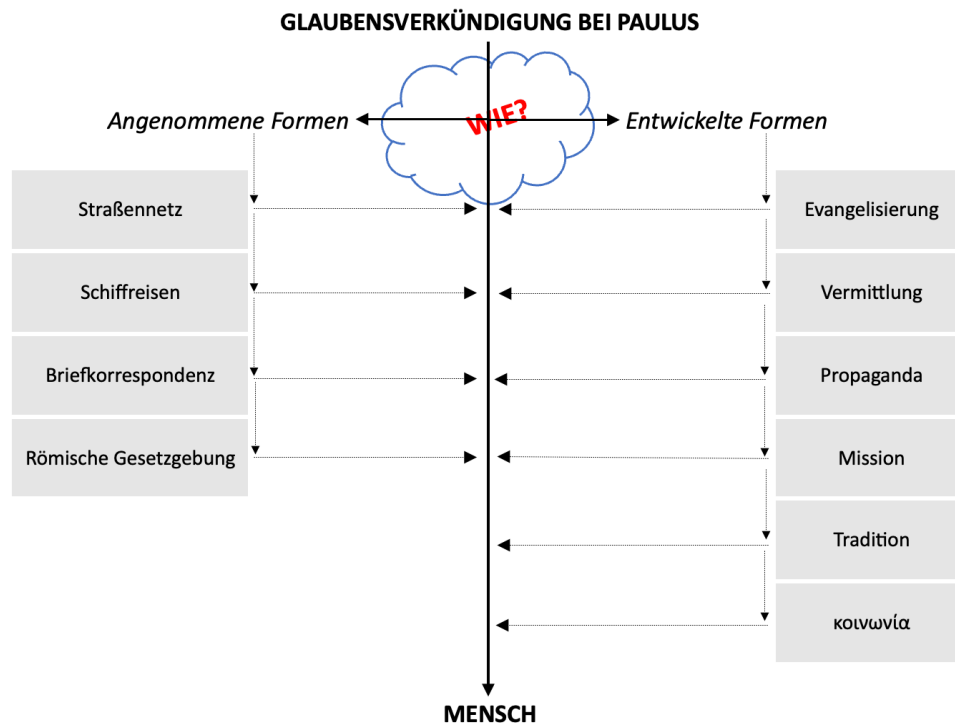 GLAUBENSVERKÜNDIGUNG BEI PAULUS
WIE?
Angenommene Formen
Entwickelte Formen
Straßennetz
Evangelisierung
Schiffreisen
Vermittlung
Briefkorrespondenz
Propaganda
Römische Gesetzgebung
Mission
Tradition
κοινωνία
MENSCH